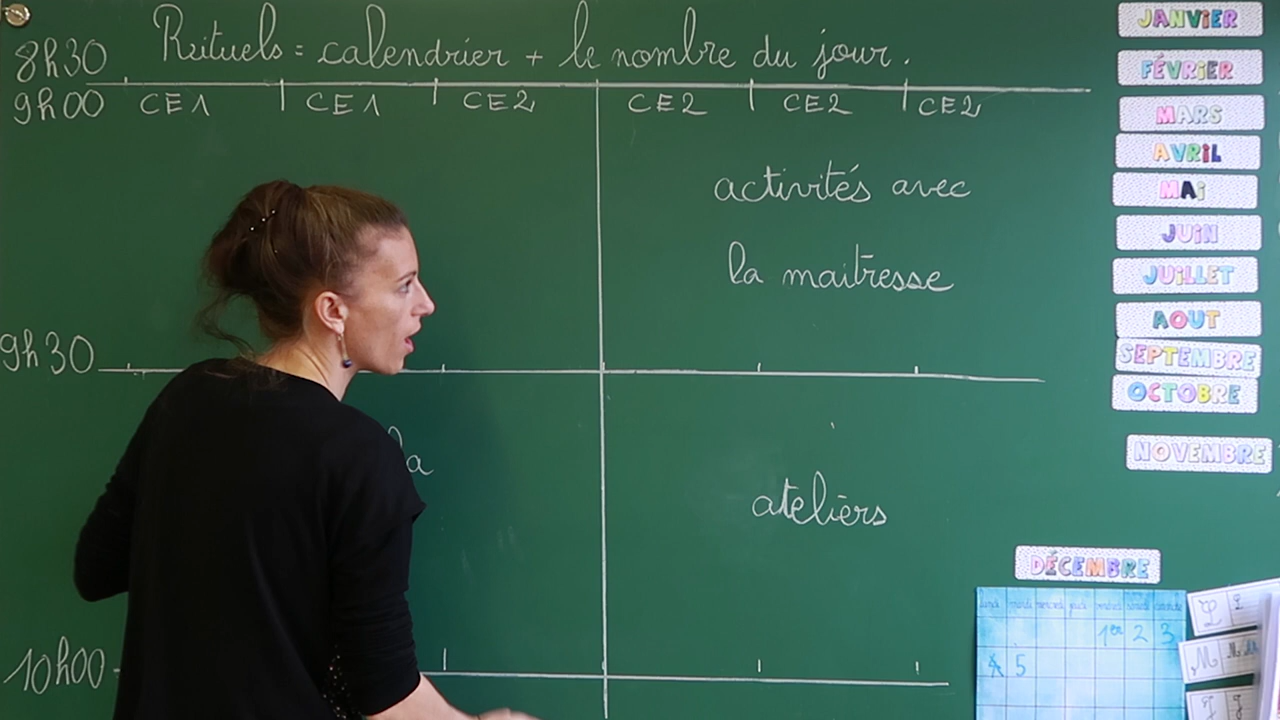 8h30 Rituels = calendrier + le nombre du jour.
9h00 CE1 CE1 CE2 CE2 CE2 CE2
activités avec
la maitresse
9h30
la
ateliers
10h00
JANVIER
FÉVRIER
MARS
AVRIL
MAI
JUIN
JUILLET
AOUT
SEPTEMBRE
OCTOBRE
NOVEMBRE
DÉCEMBRE
lundi mardi mercredi jeudi vendredi samedi dimanche
1er 2 3
4 5